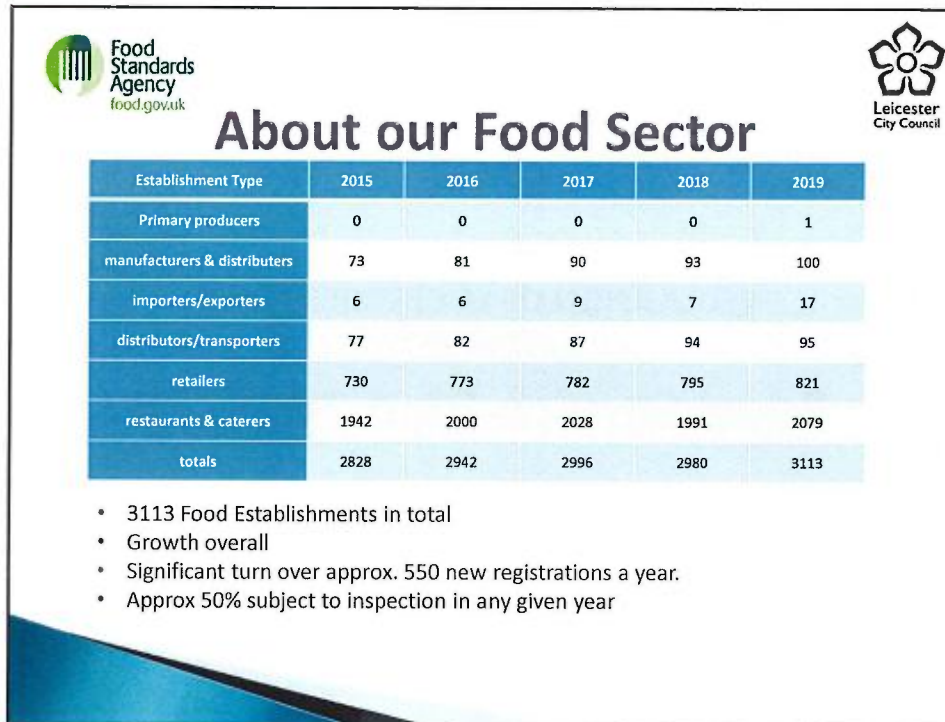 Food
Standards
Agency
food.gov.uk
Leicester
City Council
About our Food Sector
Establishment Type 2015 2016 2017 2018 2019
Primary producers 0 0 0 0 1
manufacturers & distributers 73 81 90 93 100
importers/exporters 6 6 9 7 17
distributors/transporters 77 82 87 94 95
retailers 730 773 782 795 821
restaurants & caterers 1942 2000 2028 1991 2079
totals 2828 2942 2996 2980 3113
• 3113 Food Establishments in total
• Growth overall
• Significant turn over approx. 550 new registrations a year.
• Approx 50% subject to inspection in any given year